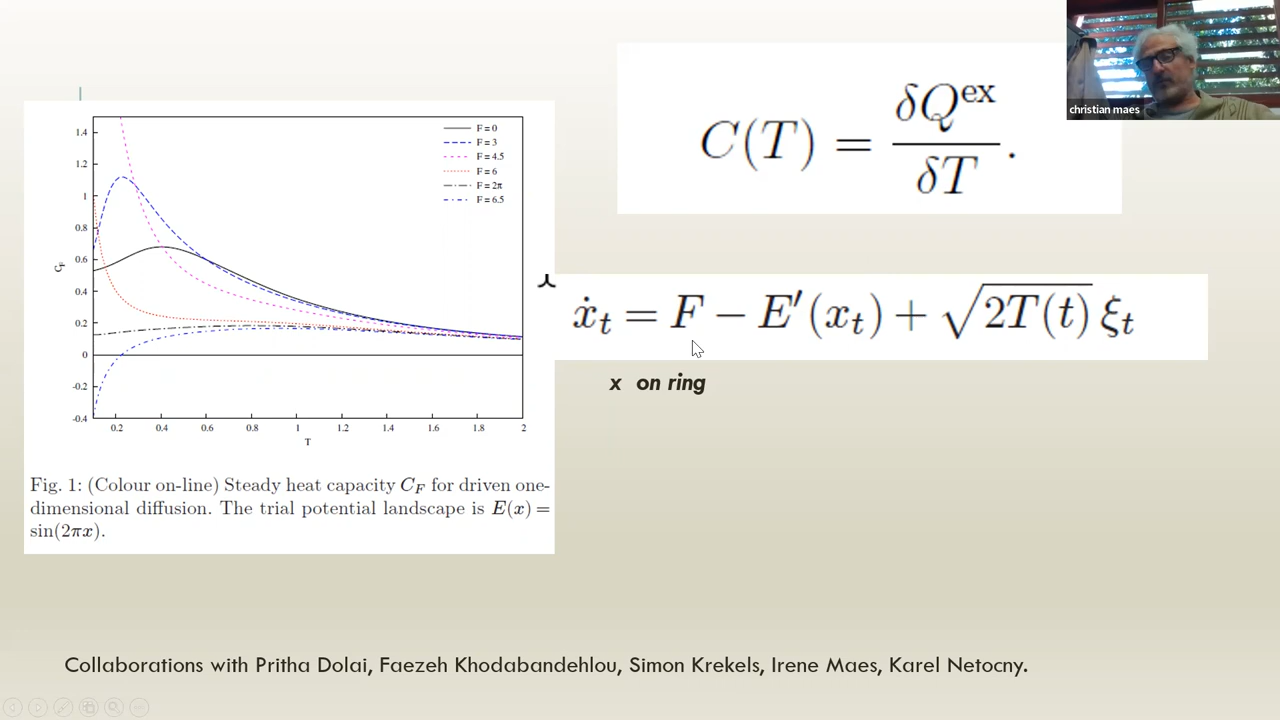 1.4
1.2
1
0.8
0.6
0.4
0.2
0
-0.2
-0.4
C_F
F = 0
F = 3
F = 4.5
F = 6
F = 2π
F = 6.5
0.2 0.4 0.6 0.8 1 1.2 1.4 1.6 1.8 2
T
Fig. 1: (Colour on-line) Steady heat capacity C_F for driven one-
dimensional diffusion. The trial potential landscape is E(x) =
sin(2πx).
C(T) = δQ^ex / δT .
ẋ_t = F − E′(x_t) + √2T(t) ξ_t
x on ring
christian maes
Collaborations with Pritha Dolai, Faezeh Khodabandehlou, Simon Krekels, Irene Maes, Karel Netocny.